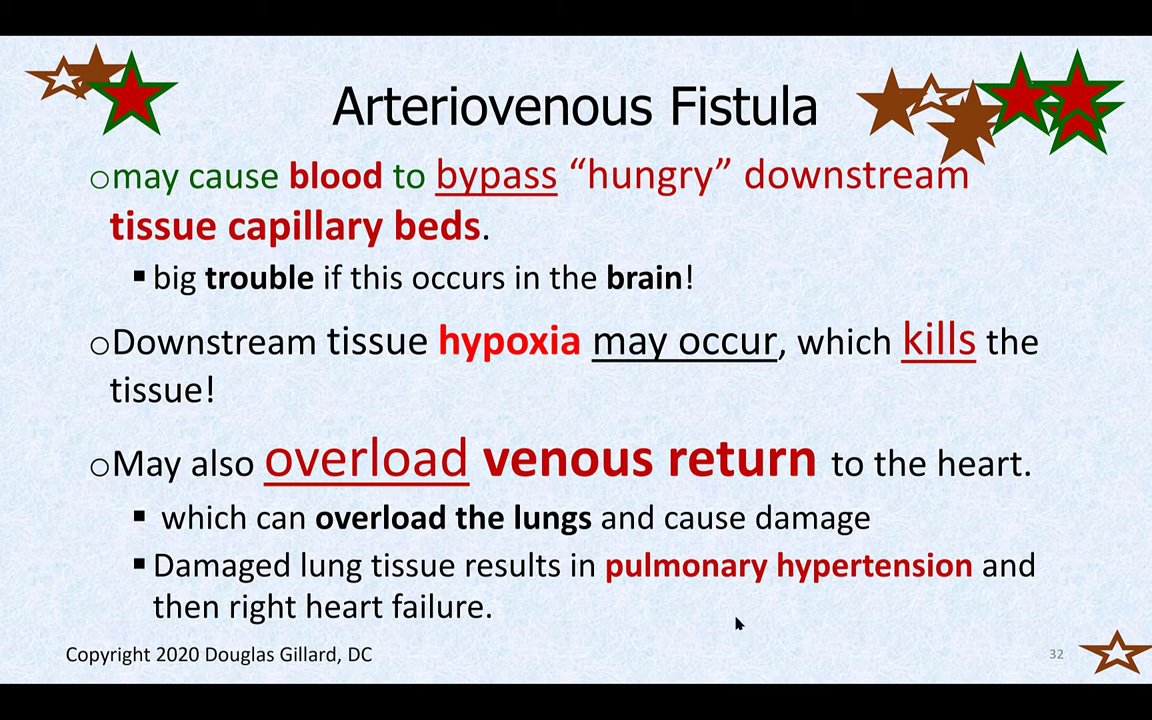 Arteriovenous Fistula
○may cause blood to bypass “hungry” downstream
tissue capillary beds.
▪ big trouble if this occurs in the brain!
○Downstream tissue hypoxia may occur, which kills the
tissue!
○May also overload venous return to the heart.
▪ which can overload the lungs and cause damage
▪ Damaged lung tissue results in pulmonary hypertension and
then right heart failure.
Copyright 2020 Douglas Gillard, DC
32